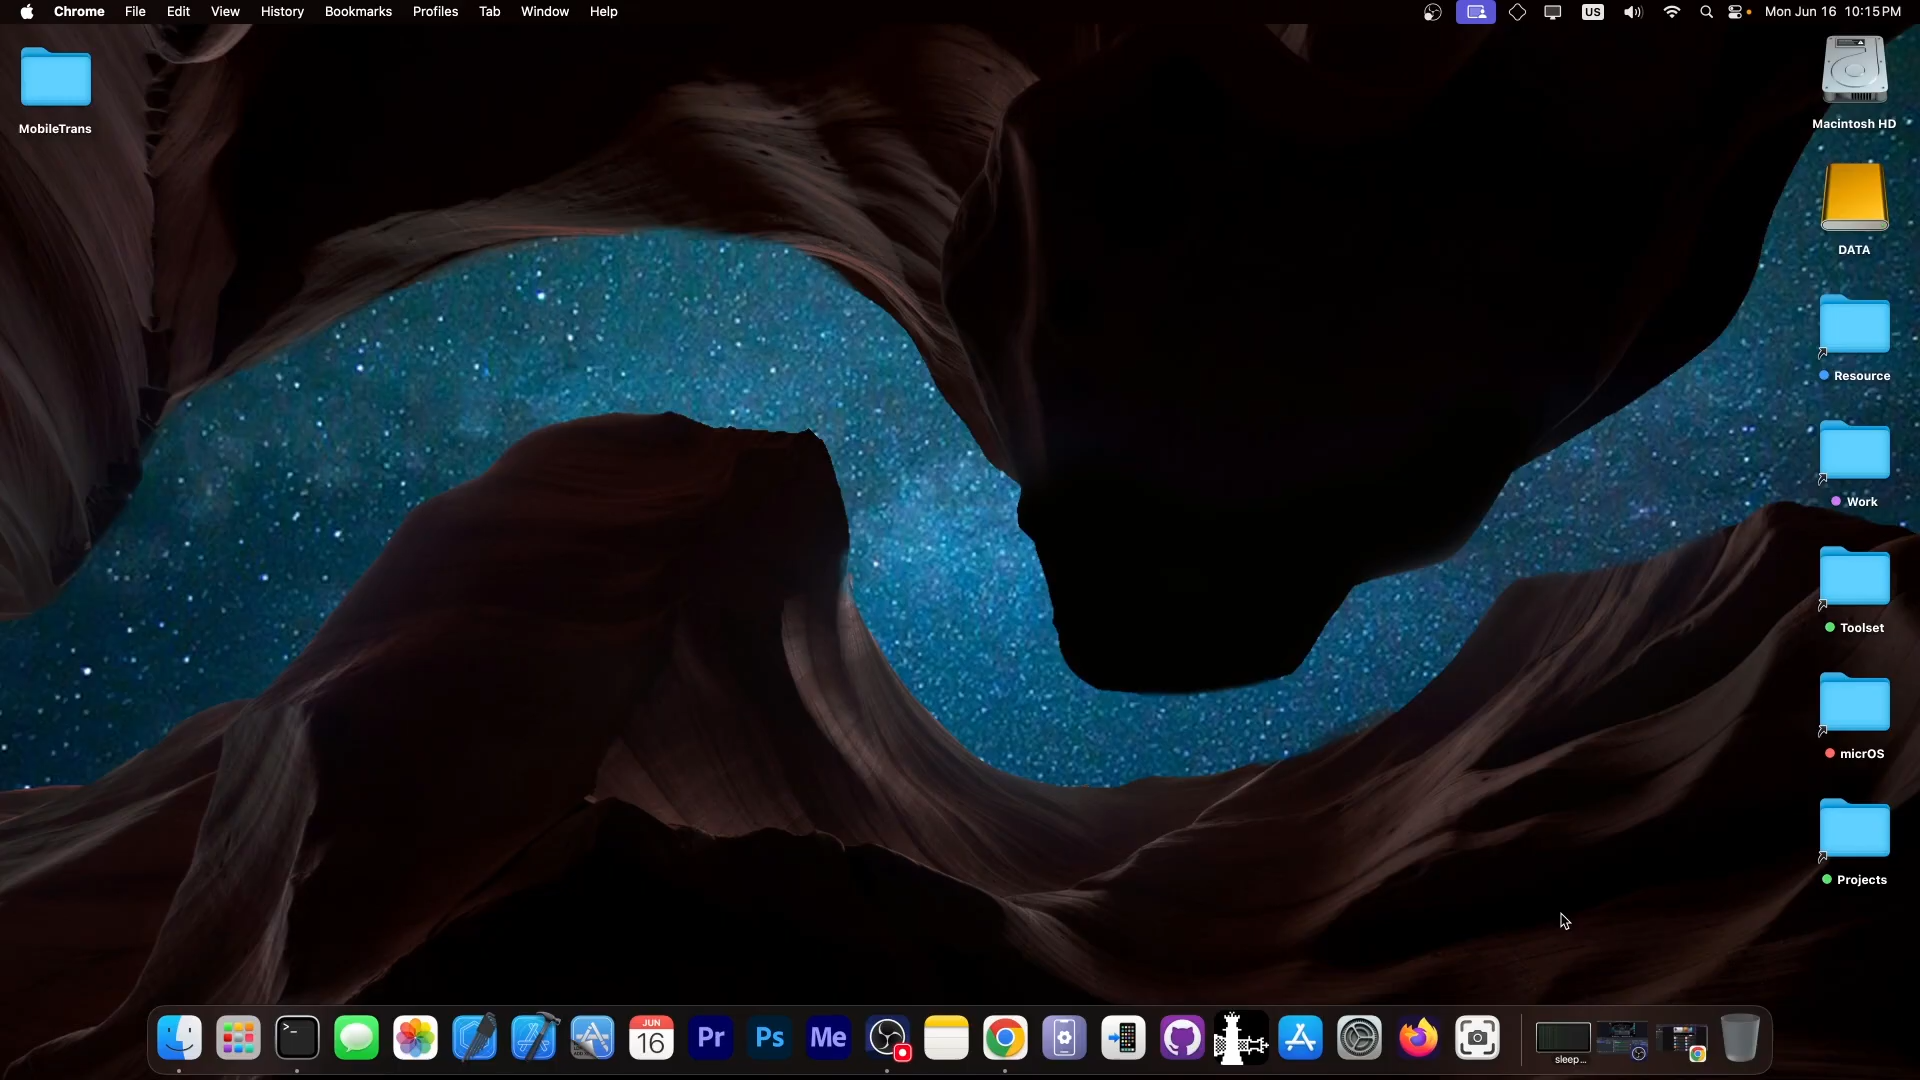 Chrome File Edit View History Bookmarks Profiles Tab Window Help US Mon Jun 16 10:15 PM
MobileTrans
Macintosh HD
DATA
Resource
Work
Toolset
micrOS
Projects
>_
JUN
16
Pr
Ps
Me
sleep...